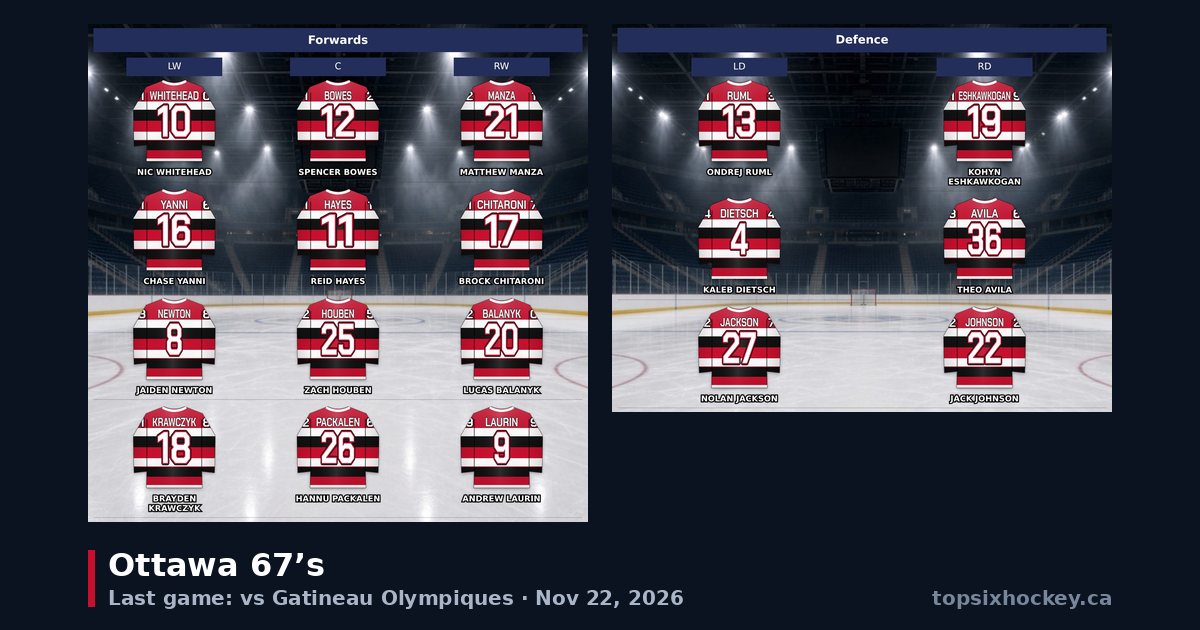 Forwards
LW C RW
WHITEHEAD BOWES MANZA
10 12 21
NIC WHITEHEAD SPENCER BOWES MATTHEW MANZA
YANNI HAYES CHITARONI
16 11 17
CHASE YANNI REID HAYES BROCK CHITARONI
NEWTON HOUBEN BALANYK
8 25 20
JAIDEN NEWTON ZACH HOUBEN LUCAS BALANYK
KRAWCZYK PACKALEN LAURIN
18 26 9
BRAYDEN KRAWCZYK HANNU PACKALEN ANDREW LAURIN
Defence
LD RD
RUML ESHKAWKOGAN
13 19
ONDREJ RUML KOHYN ESHKAWKOGAN
DIETSCH AVILA
4 36
KALEB DIETSCH THEO AVILA
JACKSON JOHNSON
27 22
NOLAN JACKSON JACK JOHNSON
Ottawa 67’s
Last game: vs Gatineau Olympiques · Nov 22, 2026
topsixhockey.ca